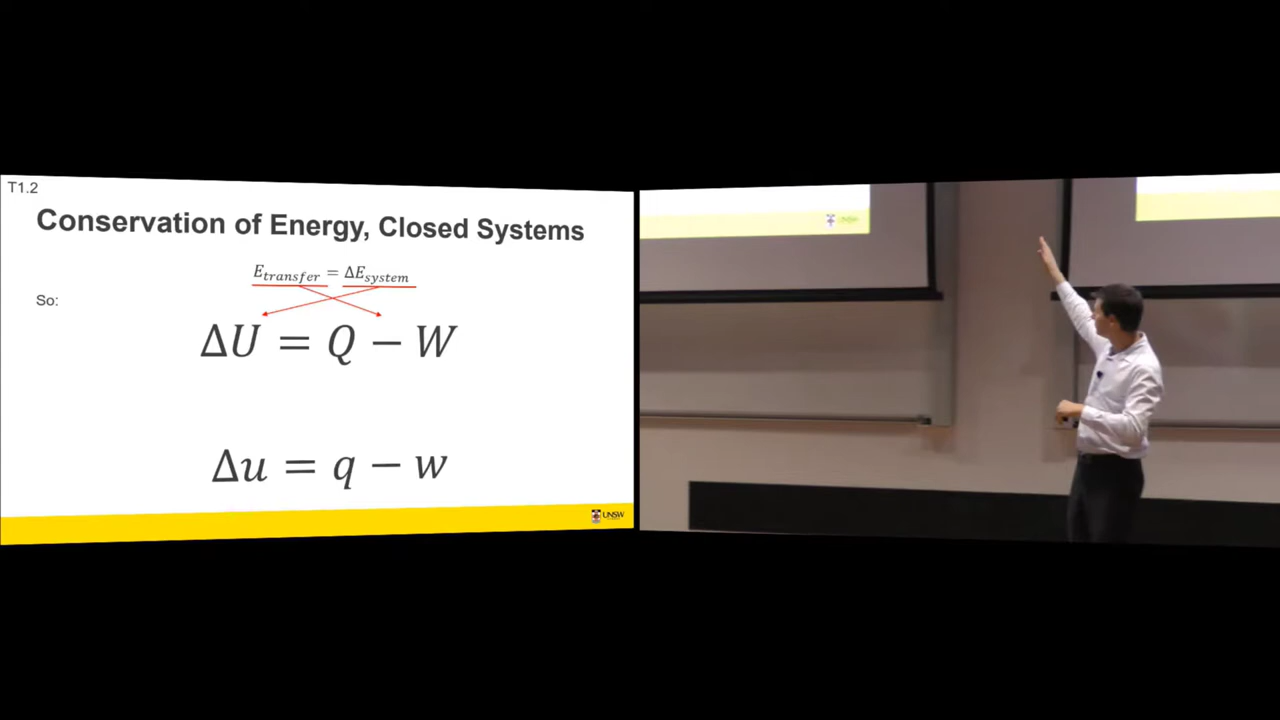 T1.2
Conservation of Energy, Closed Systems
E_transfer = ΔE_system
So:
ΔU = Q − W
Δu = q − w
UNSW